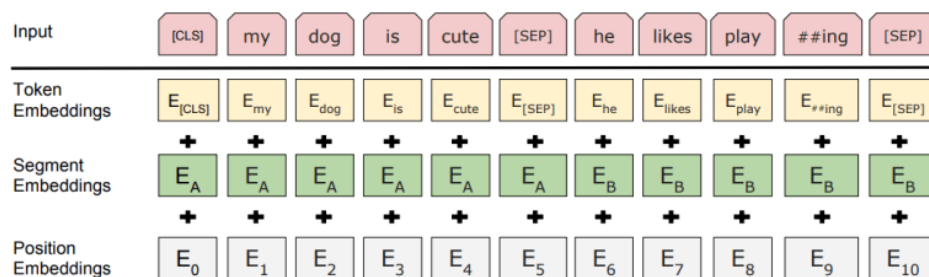 Input [CLS] my dog is cute [SEP] he likes play ##ing [SEP]
Token
Embeddings E[CLS] Emy Edog Eis Ecute E[SEP] Ehe Elikes Eplay E##ing E[SEP]
+ + + + + + + + + + +
Segment
Embeddings EA EA EA EA EA EA EB EB EB EB EB
+ + + + + + + + + + +
Position
Embeddings E0 E1 E2 E3 E4 E5 E6 E7 E8 E9 E10